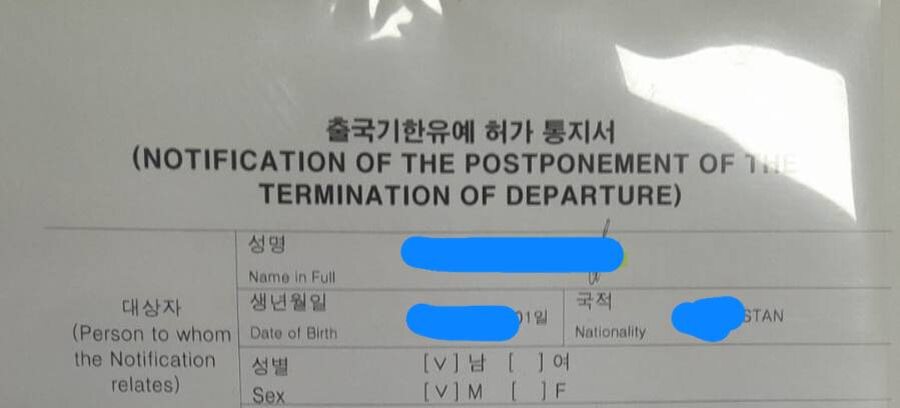 출국기한유예 허가 통지서
(NOTIFICATION OF THE POSTPONEMENT OF THE
TERMINATION OF DEPARTURE)
성명
Name in Full
대상자
(Person to whom
the Notification
relates)
생년월일
01일
Date of Birth
국적
STAN
Nationality
성별
[V]남 [ ]여
Sex
[V]M [ ]F